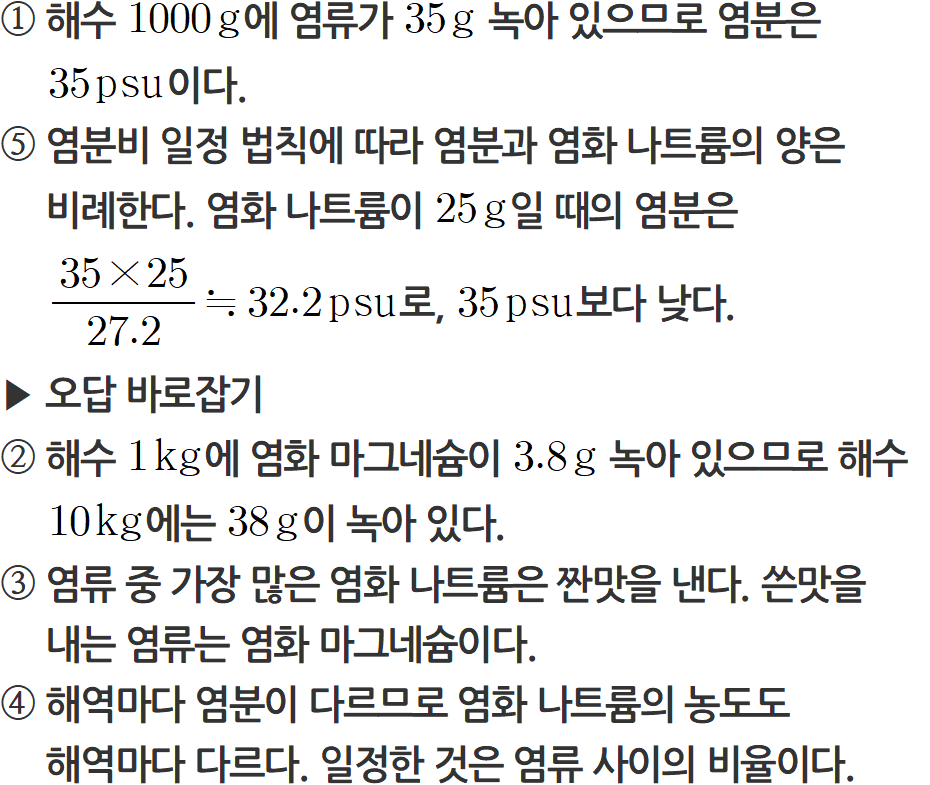 ① 해수 1000 g에 염류가 35 g 녹아 있으므로 염분은
35 psu이다.
⑤ 염분비 일정 법칙에 따라 염분과 염화 나트륨의 양은
비례한다. 염화 나트륨이 25 g일 때의 염분은
35×25
27.2
≒ 32.2 psu로, 35 psu보다 낮다.
▶ 오답 바로잡기
② 해수 1 kg에 염화 마그네슘이 3.8 g 녹아 있으므로 해수
10 kg에는 38 g이 녹아 있다.
③ 염류 중 가장 많은 염화 나트륨은 짠맛을 낸다. 쓴맛을
내는 염류는 염화 마그네슘이다.
④ 해역마다 염분이 다르므로 염화 나트륨의 농도도
해역마다 다르다. 일정한 것은 염류 사이의 비율이다.